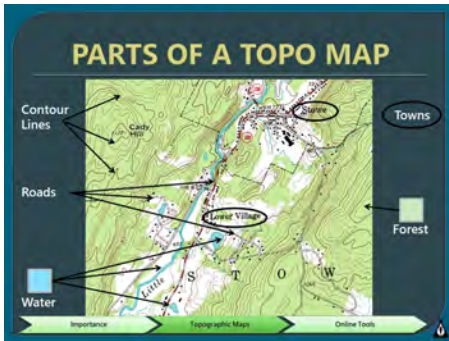 PARTS OF A TOPO MAP
Contour
Lines
Cady
Hill
Stowe
Towns
Roads
Lower Village
Forest
Water
Little
S T O W
Importance
Topographic Maps
Online Tools